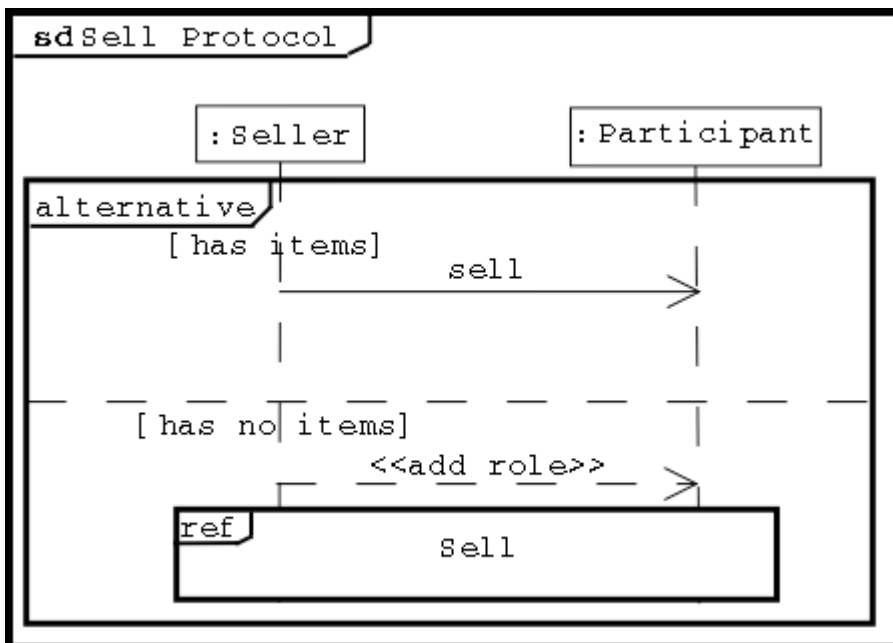 sd Sell Protocol
:Seller
:Participant
alternative
[has items]
sell
[has no items]
<<add role>>
ref
Sell